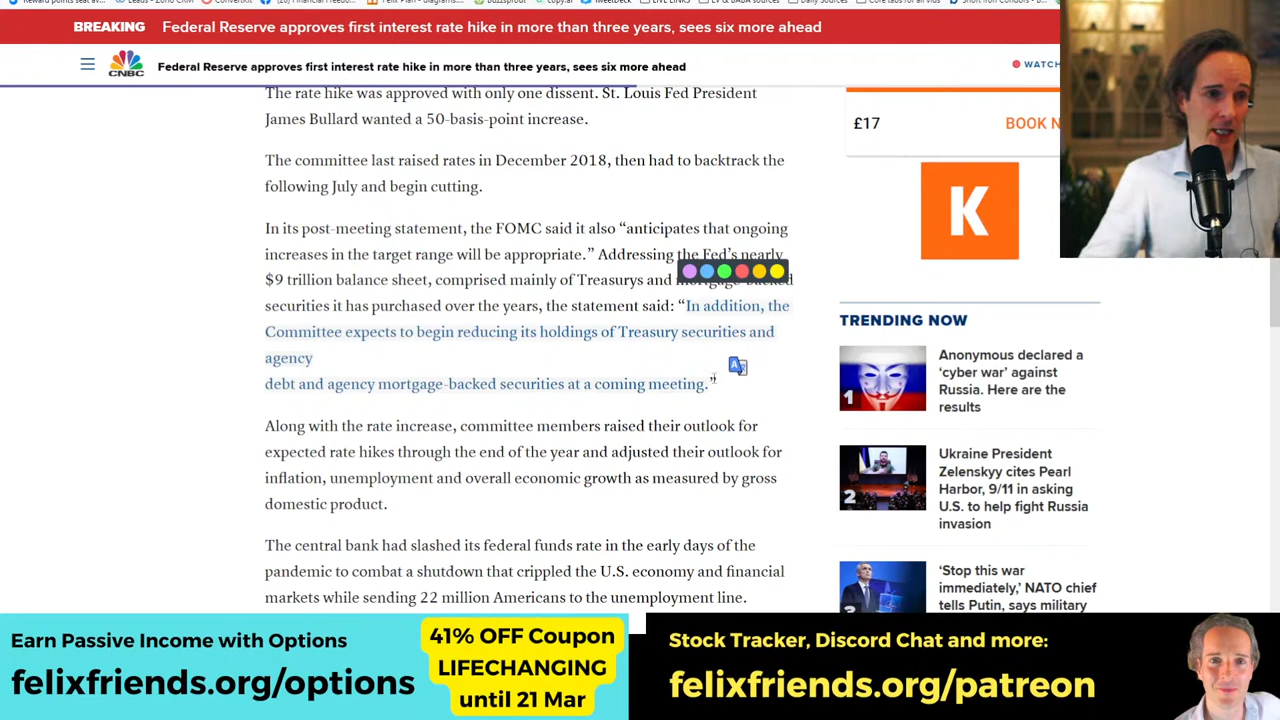 BREAKING Federal Reserve approves first interest rate hike in more than three years, sees six more ahead
CNBC
Federal Reserve approves first interest rate hike in more than three years, sees six more ahead
WATCH
The rate hike was approved with only one dissent. St. Louis Fed President
James Bullard wanted a 50-basis-point increase.
The committee last raised rates in December 2018, then had to backtrack the
following July and begin cutting.
In its post-meeting statement, the FOMC said it also “anticipates that ongoing
increases in the target range will be appropriate.” Addressing the Fed’s nearly
$9 trillion balance sheet, comprised mainly of Treasurys and mortgage-backed
securities it has purchased over the years, the statement said: “In addition, the
Committee expects to begin reducing its holdings of Treasury securities and
agency
debt and agency mortgage-backed securities at a coming meeting.”
Along with the rate increase, committee members raised their outlook for
expected rate hikes through the end of the year and adjusted their outlook for
inflation, unemployment and overall economic growth as measured by gross
domestic product.
The central bank had slashed its federal funds rate in the early days of the
pandemic to combat a shutdown that crippled the U.S. economy and financial
markets while sending 22 million Americans to the unemployment line.
£17 BOOK N
K
TRENDING NOW
1
Anonymous declared a
‘cyber war’ against
Russia. Here are the
results
2
Ukraine President
Zelenskyy cites Pearl
Harbor, 9/11 in asking
U.S. to help fight Russia
invasion
3
‘Stop this war
immediately,’ NATO chief
tells Putin, says military
Earn Passive Income with Options
felixfriends.org/options
41% OFF Coupon
LIFECHANGING
until 21 Mar
Stock Tracker, Discord Chat and more:
felixfriends.org/patreon